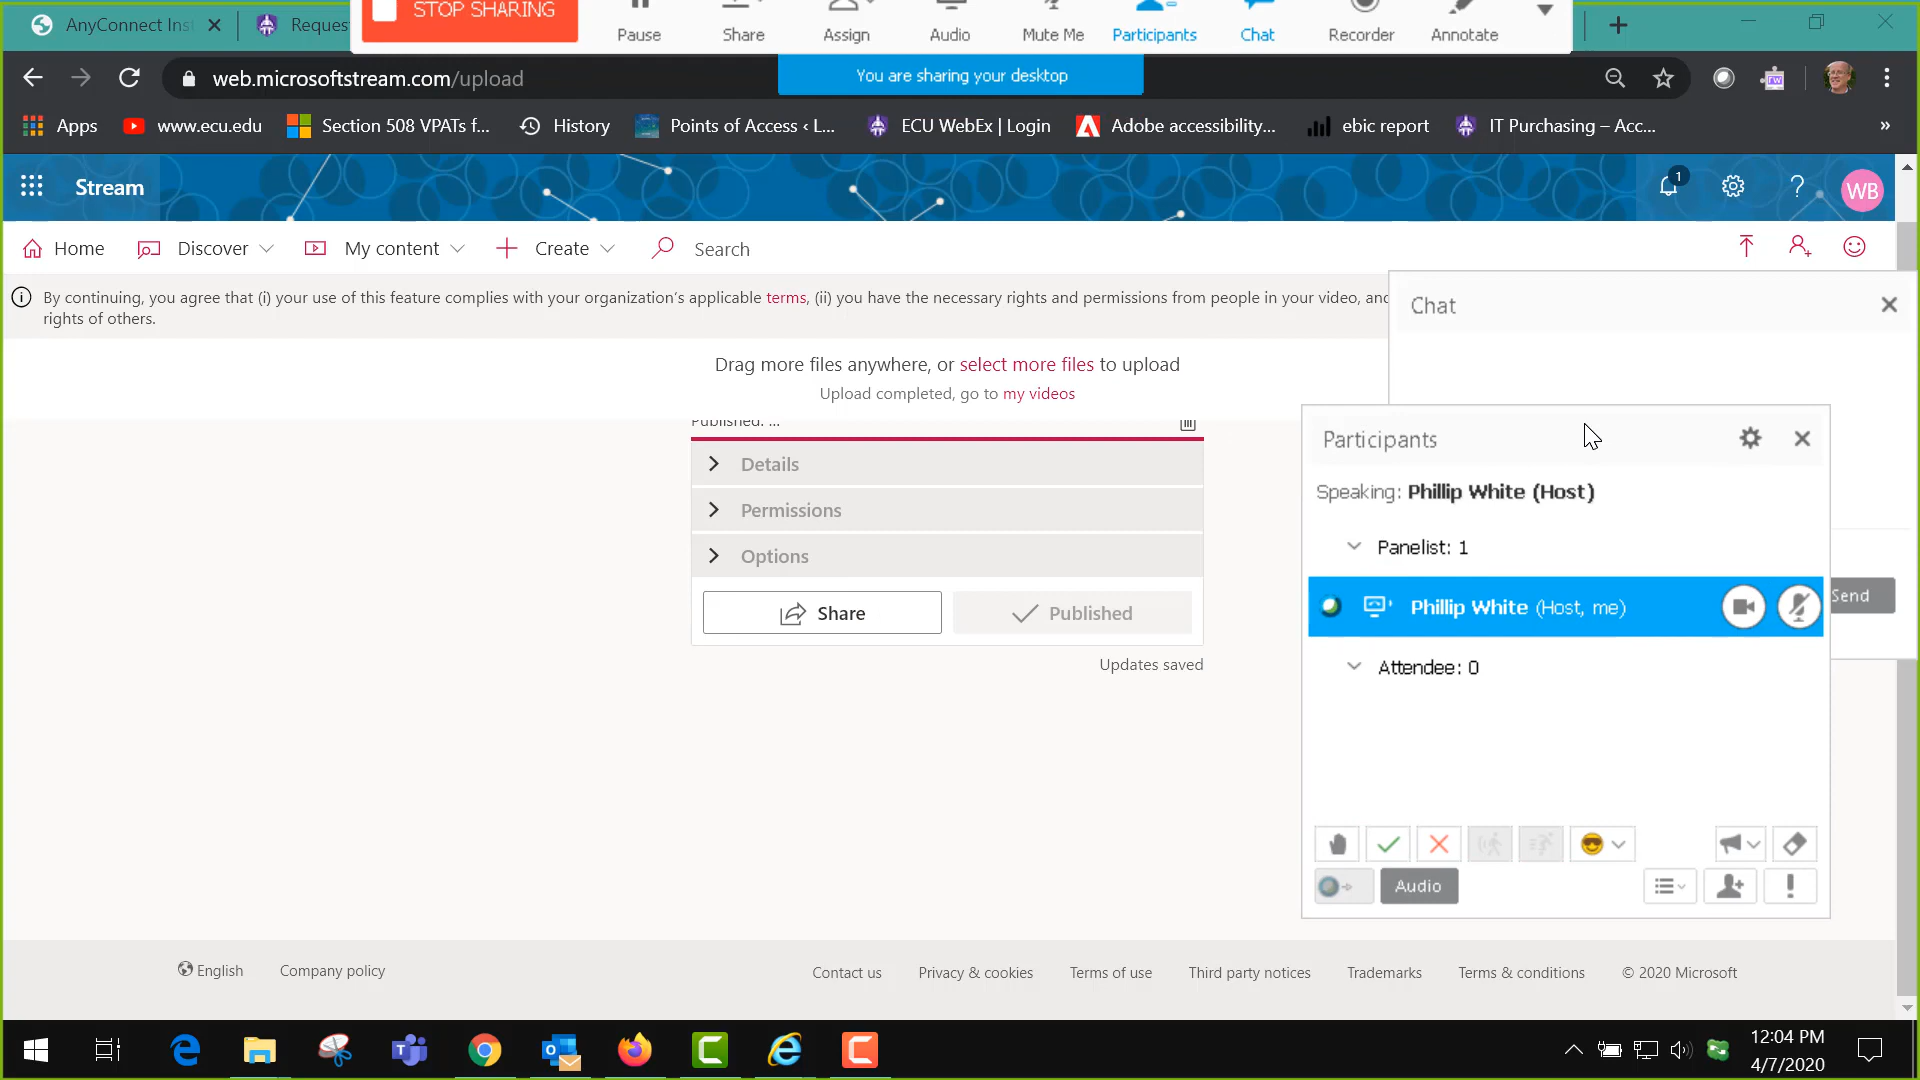 AnyConnect Inst
Reques
STOP SHARING
Pause
Share
Assign
Audio
Mute Me
Participants
Chat
Recorder
Annotate
You are sharing your desktop
web.microsoftstream.com/upload
Apps
www.ecu.edu
Section 508 VPATs f...
History
Points of Access ‹ L...
ECU WebEx | Login
Adobe accessibility...
ebic report
IT Purchasing – Acc...
»
Stream
1
?
WB
Home
Discover
My content
Create
Search
By continuing, you agree that (i) your use of this feature complies with your organization's applicable terms, (ii) you have the necessary rights and permissions from people in your video, and
rights of others.
Drag more files anywhere, or select more files to upload
Upload completed, go to my videos
Published: ...
Details
Permissions
Options
Share
Published
Updates saved
Chat
Send
Participants
Speaking: Phillip White (Host)
Panelist: 1
Phillip White (Host, me)
Attendee: 0
Audio
English
Company policy
Contact us
Privacy & cookies
Terms of use
Third party notices
Trademarks
Terms & conditions
© 2020 Microsoft
12:04 PM
4/7/2020